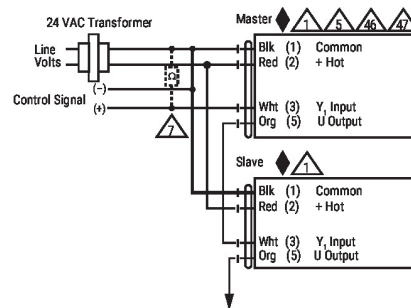 24 VAC Transformer
Line
Volts
Control Signal
(-)
(+)
Ω
7
Master 1 5 46 47
Blk (1) Common
Red (2) + Hot
Wht (3) Y1 Input
Org (5) U Output
Slave 1
Blk (1) Common
Red (2) + Hot
Wht (3) Y1 Input
Org (5) U Output